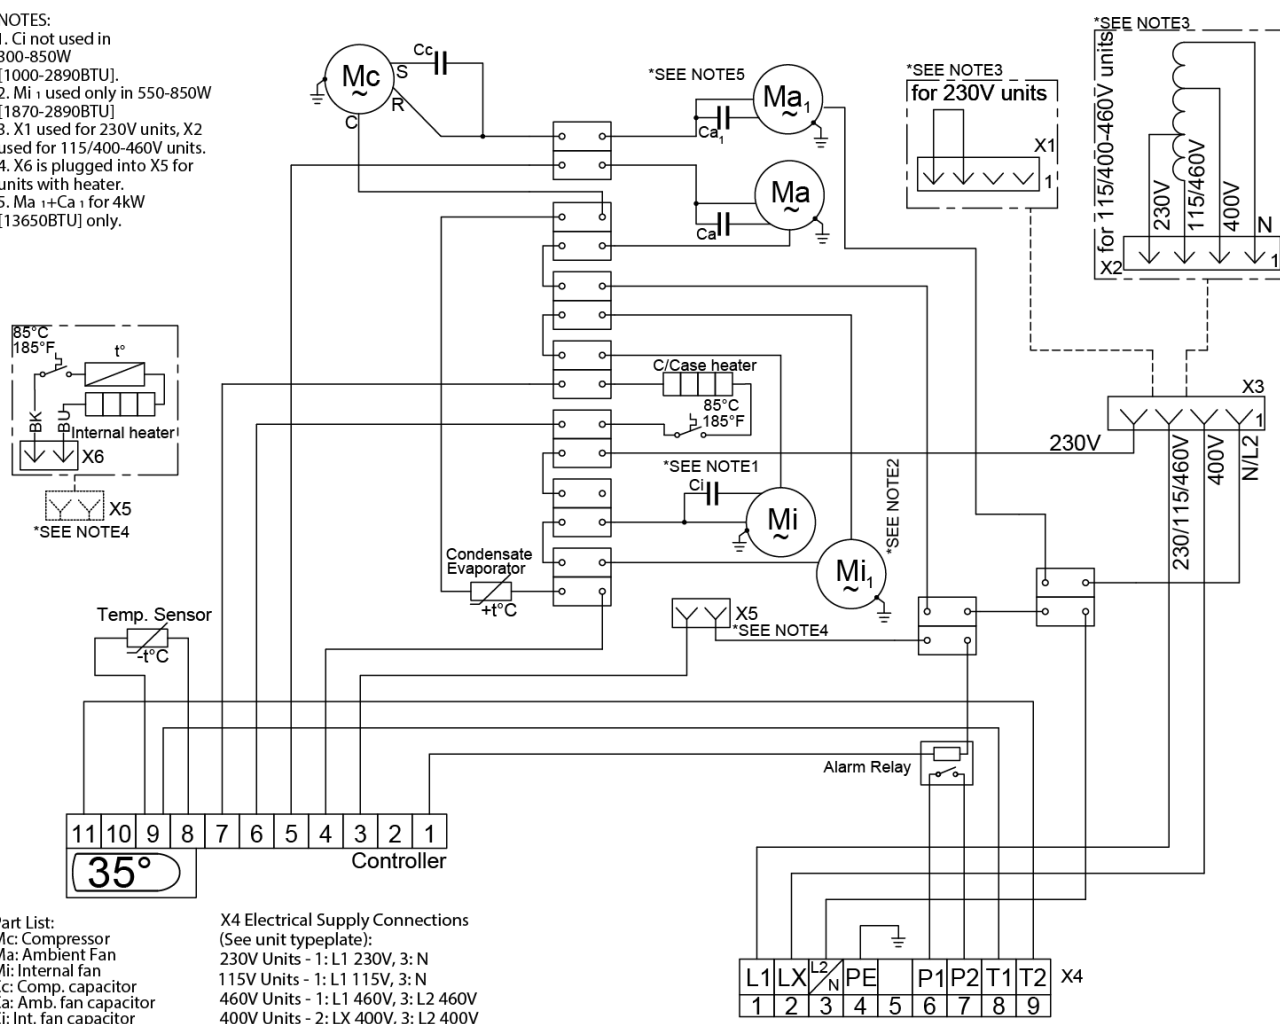 NOTES:
1. Ci not used in
300-850W
[1000-2890BTU].
2. Mi 1 used only in 550-850W
[1870-2890BTU]
3. X1 used for 230V units, X2
used for 115/400-460V units.
4. X6 is plugged into X5 for
units with heater.
5. Ma 1+Ca 1 for 4kW
[13650BTU] only.
Cc
Mc
~
S
R
C
*SEE NOTE5
Ma1
~
Ca1
Ma
~
Ca
*SEE NOTE3
for 230V units
X1
1
*SEE NOTE3
for 115/400-460V units
230V
115/460V
400V
N
X2
1
85°C
185°F
t°
BK
BU
Internal heater
X6
X5
*SEE NOTE4
C/Case heater
85°C
185°F
X3
1
230V
230/115/460V
400V
N/L2
*SEE NOTE1
Ci
Mi
~
*SEE NOTE2
Mi1
~
Condensate
Evaporator
+t°C
X5
*SEE NOTE4
Temp. Sensor
-t°C
Alarm Relay
11 10 9 8 7 6 5 4 3 2 1
Controller
35°
Part List:
Mc: Compressor
Ma: Ambient Fan
Mi: Internal fan
Cc: Comp. capacitor
Ca: Amb. fan capacitor
Ci: Int. fan capacitor
X4 Electrical Supply Connections
(See unit typeplate):
230V Units - 1: L1 230V, 3: N
115V Units - 1: L1 115V, 3: N
460V Units - 1: L1 460V, 3: L2 460V
400V Units - 2: LX 400V, 3: L2 400V
L1 LX L2/N PE P1 P2 T1 T2 X4
1 2 3 4 5 6 7 8 9